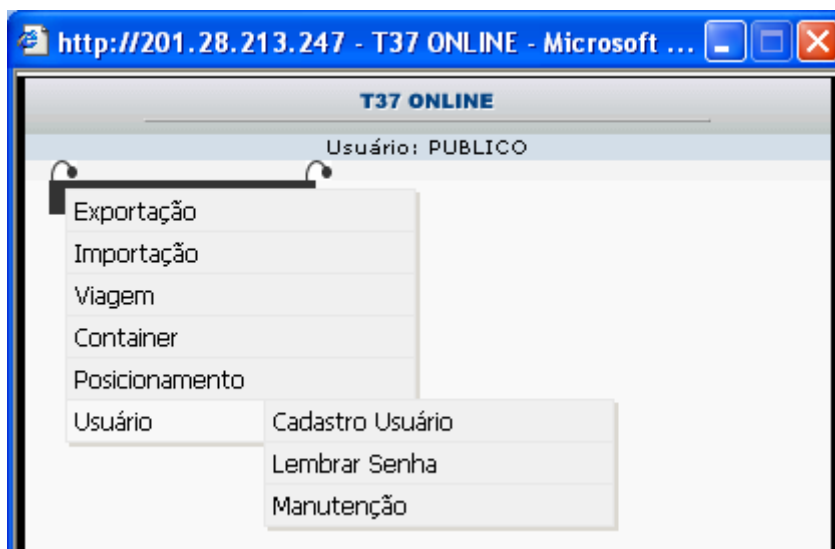 http://201.28.213.247 - T37 ONLINE - Microsoft ...
T37 ONLINE
Usuário: PUBLICO
Exportação
Importação
Viagem
Container
Posicionamento
Usuário
Cadastro Usuário
Lembrar Senha
Manutenção